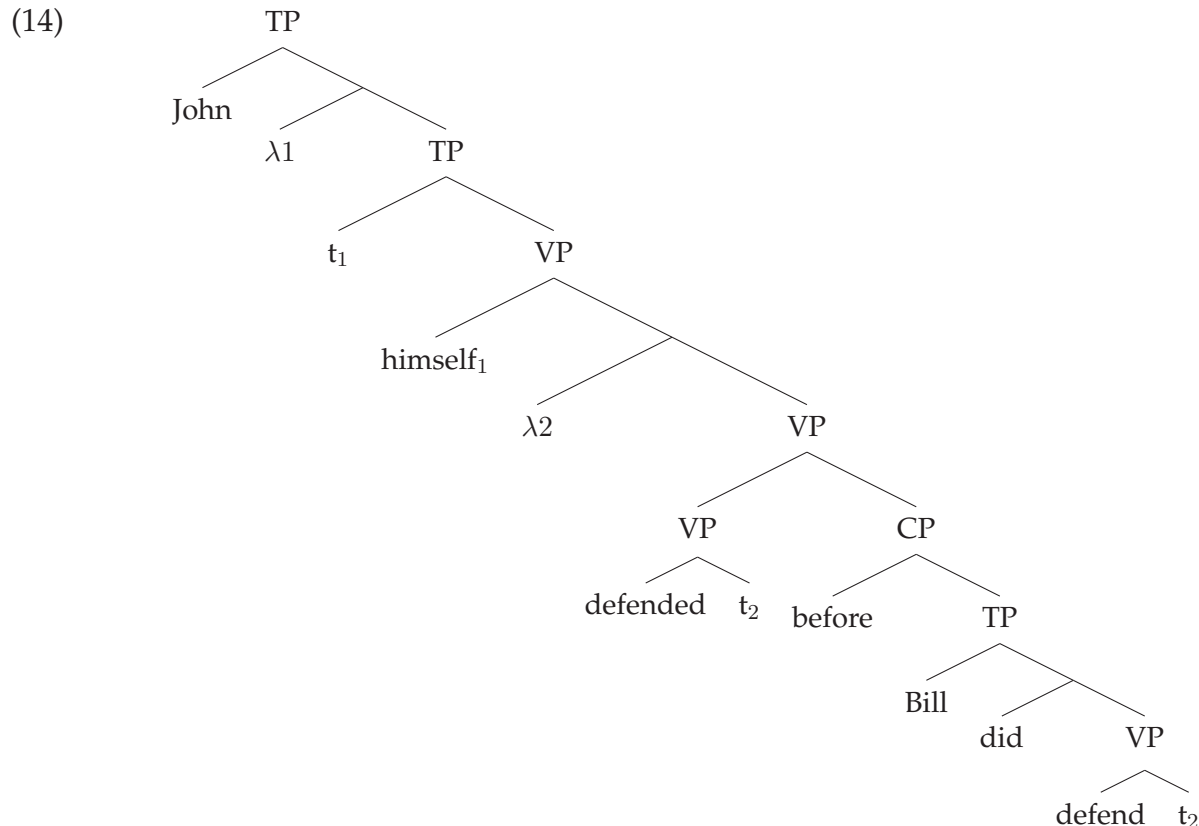 (14) TP
John
λ1 TP
t₁ VP
himself₁
λ2 VP
VP CP
defended t₂ before TP
Bill
did VP
defend t₂